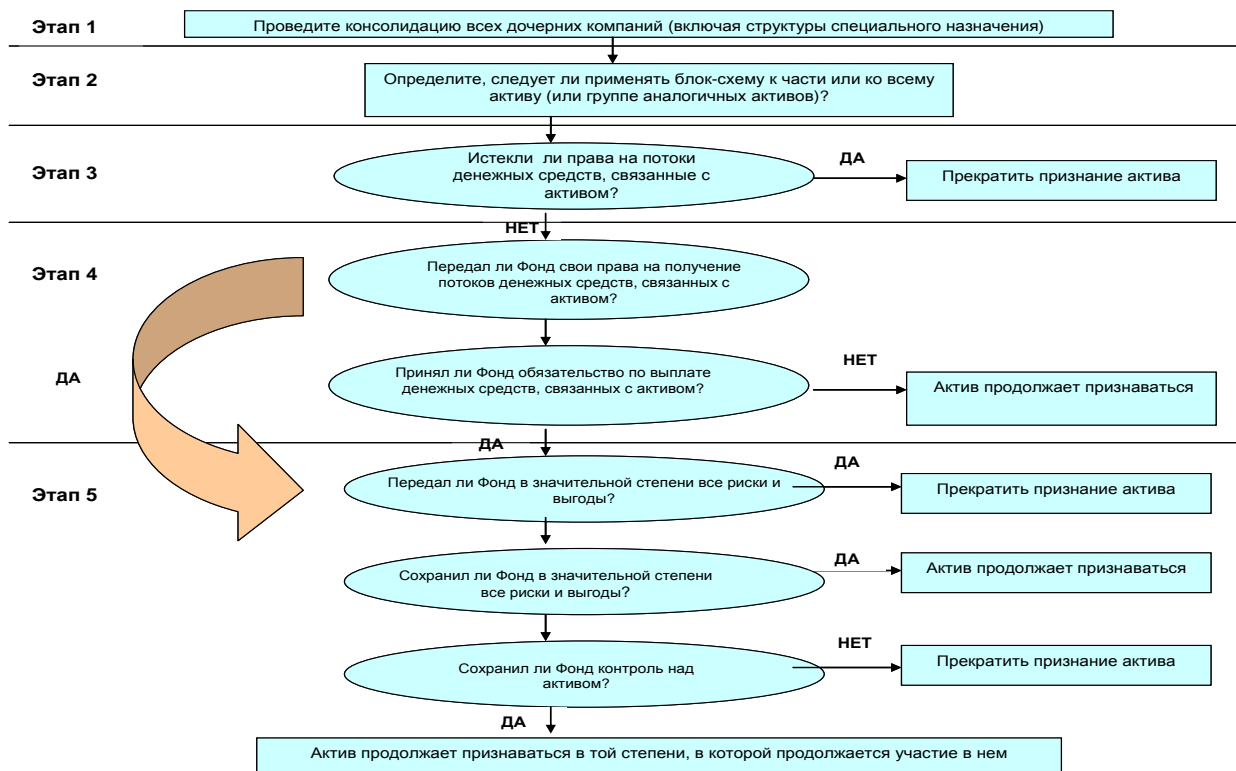 Этап 1
Проведите консолидацию всех дочерних компаний (включая структуры специального назначения)
Этап 2
Определите, следует ли применять блок-схему к части или ко всему
активу (или группе аналогичных активов)?
Этап 3
Истекли ли права на потоки
денежных средств, связанные с
активом?
ДА
Прекратить признание актива
НЕТ
Этап 4
Передал ли Фонд свои права на получение
потоков денежных средств, связанных с
активом?
ДА
Принял ли Фонд обязательство по выплате
денежных средств, связанных с активом?
НЕТ
Актив продолжает признаваться
ДА
Этап 5
Передал ли Фонд в значительной степени все риски и
выгоды?
ДА
Прекратить признание актива
Сохранил ли Фонд в значительной степени
все риски и выгоды?
ДА
Актив продолжает признаваться
Сохранил ли Фонд контроль над
активом?
НЕТ
Прекратить признание актива
ДА
Актив продолжает признаваться в той степени, в которой продолжается участие в нем